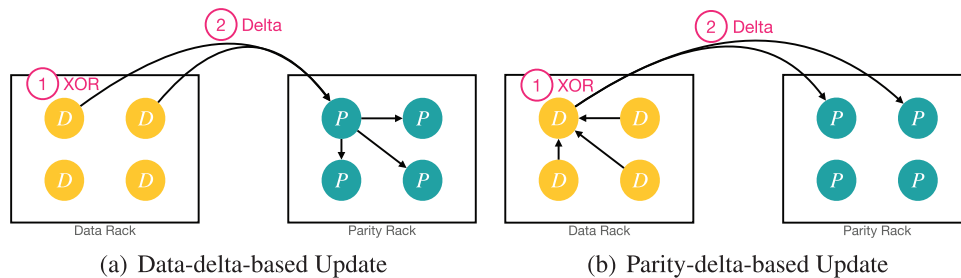 2 Delta
1 XOR
D D P P
D D P P
Data Rack Parity Rack
(a) Data-delta-based Update
2 Delta
1 XOR
D D P P
D D P P
Data Rack Parity Rack
(b) Parity-delta-based Update